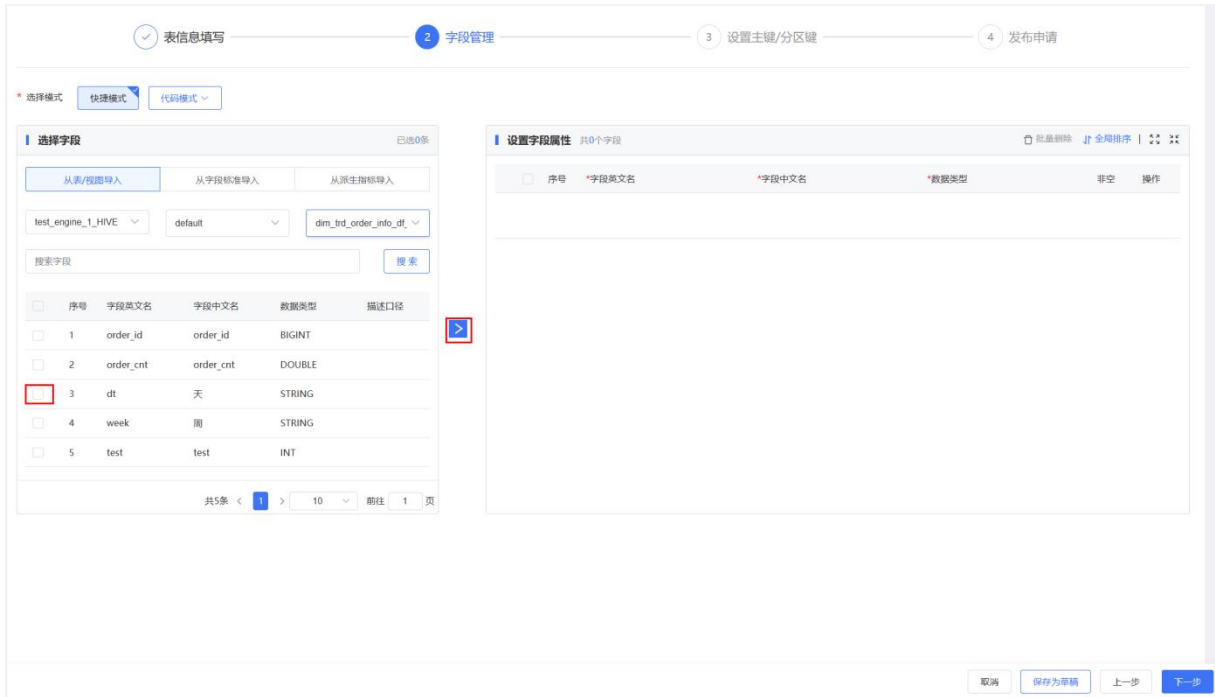 表信息填写 2 字段管理 3 设置主键/分区键 4 发布申请
* 选择模式 快捷模式 代码模式
选择字段 已选0条
从表/视图导入 从字段标准导入 从派生指标导入
test_engine_1_HIVE default dim_trd_order_info_df_
搜索字段 搜索
序号 字段英文名 字段中文名 数据类型 描述口径
1 order_id order_id BIGINT
2 order_cnt order_cnt DOUBLE
3 dt 天 STRING
4 week 周 STRING
5 test test INT
共5条 < 1 > 10 前往 1 页
>
设置字段属性 共0个字段 批量删除 全局排序
序号 *字段英文名 *字段中文名 *数据类型 非空 操作
取消 保存为草稿 上一步 下一步